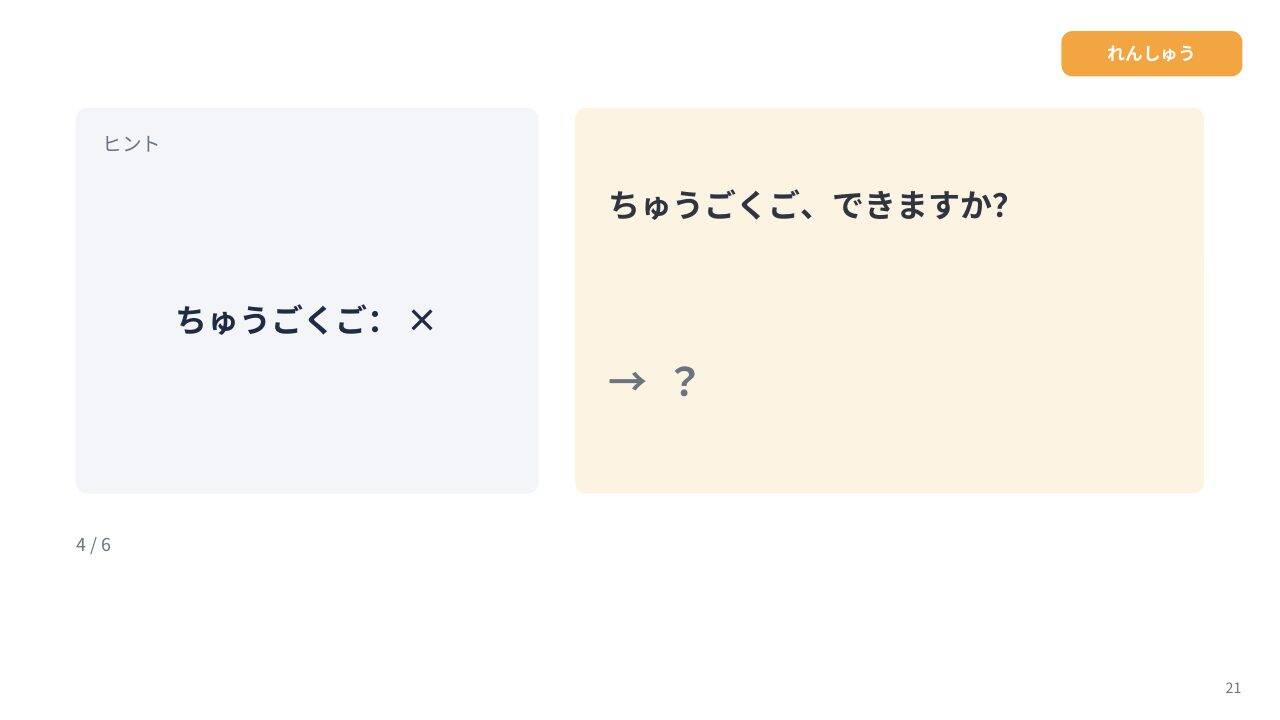 れんしゅう
ヒント
ちゅうごくご： ×
ちゅうごくご、できますか?
→ ？
4 / 6
21